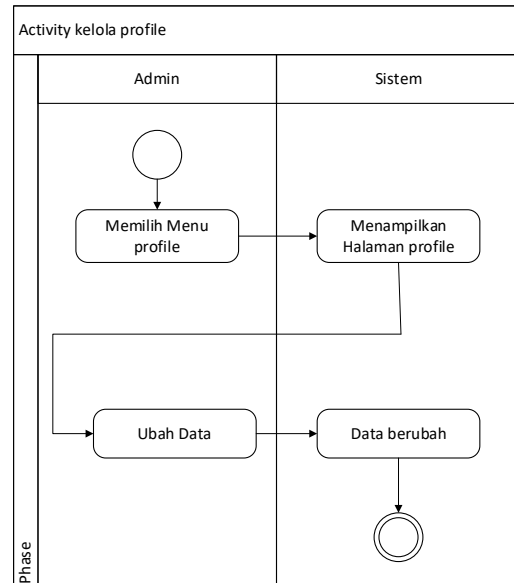 Activity kelola profile
Admin
Sistem
Memilih Menu
profile
Menampilkan
Halaman profile
Ubah Data
Data berubah
Phase